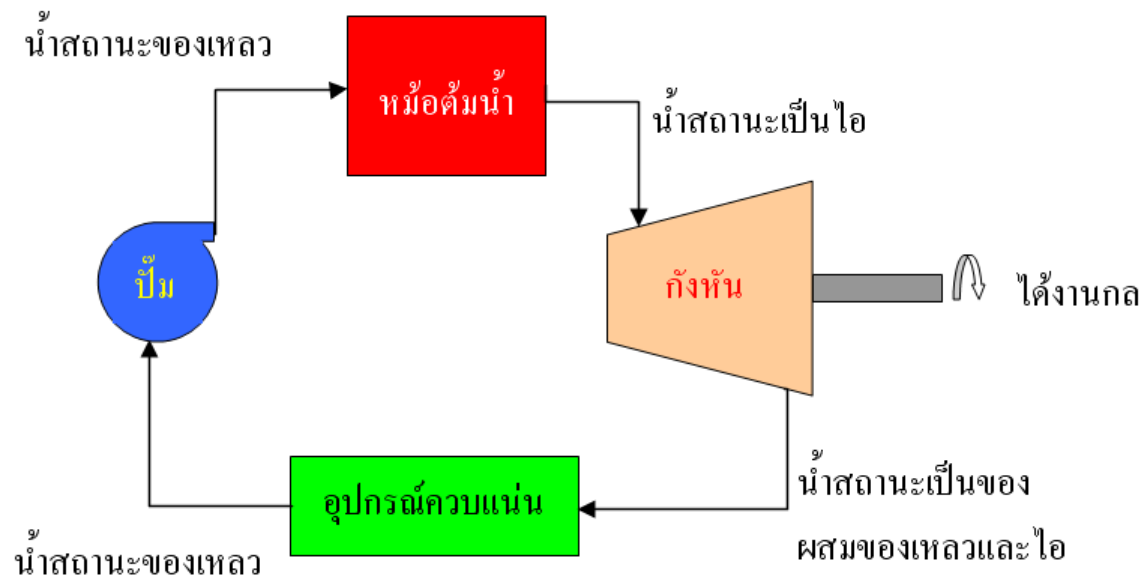 น้ำสถานะของเหลว
หม้อต้มน้ำ
น้ำสถานะเป็นไอ
ปั๊ม
กังหัน
ได้งานกล
น้ำสถานะเป็นของ
ผสมของเหลวและไอ
อุปกรณ์ควบแน่น
น้ำสถานะของเหลว